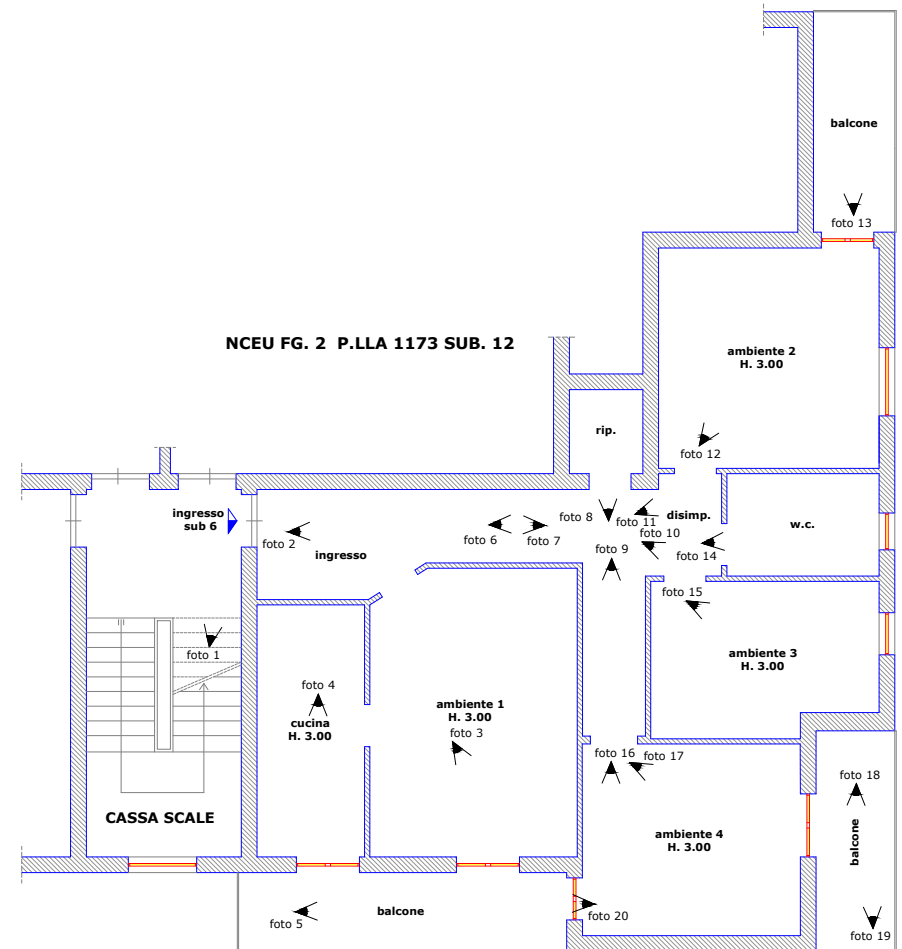 balcone
foto 13
NCEU FG. 2 P.LLA 1173 SUB. 12
ambiente 2
H. 3.00
rip.
foto 12
ingresso
sub 6
foto 2
ingresso
foto 6
foto 7
foto 8
foto 11
disimp.
foto 10
foto 9
foto 14
w.c.
foto 15
foto 1
foto 4
cucina
H. 3.00
ambiente 1
H. 3.00
foto 3
ambiente 3
H. 3.00
foto 16
foto 17
foto 18
CASSA SCALE
ambiente 4
H. 3.00
balcone
foto 5
balcone
foto 20
foto 19